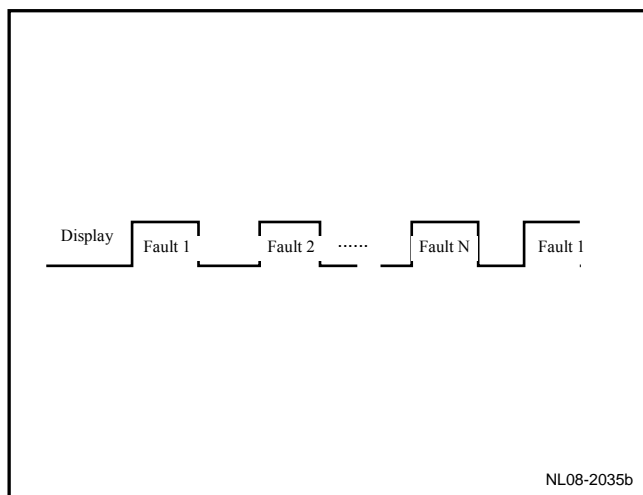 Display
Fault 1
Fault 2
......
Fault N
Fault 1
NL08-2035b